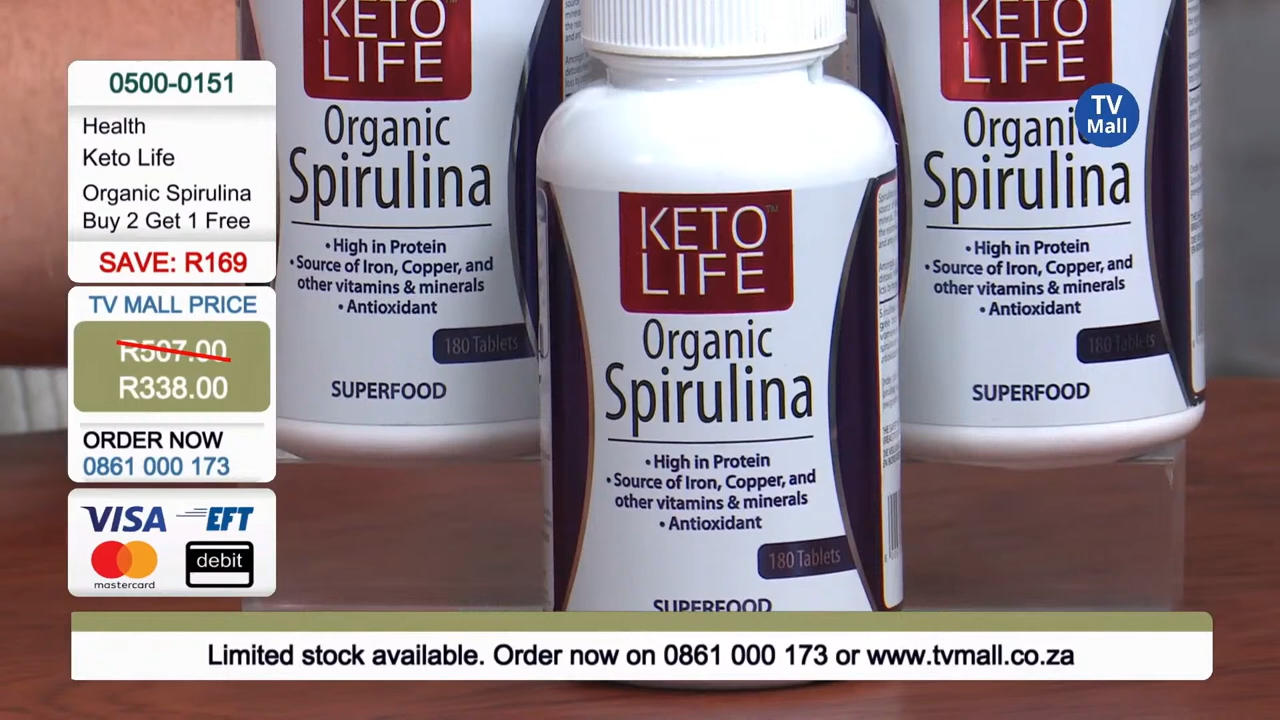 0500-0151
Health
Keto Life
Organic Spirulina
Buy 2 Get 1 Free
SAVE: R169
TV MALL PRICE
R507.00
R338.00
ORDER NOW
0861 000 173
VISA EFT
mastercard debit
KETO
LIFE
Organic
Spirulina
• High in Protein
• Source of Iron, Copper, and
other vitamins & minerals
• Antioxidant
180 Tablets
SUPERFOOD
KETO™
LIFE
Organic
Spirulina
• High in Protein
• Source of Iron, Copper, and
other vitamins & minerals
• Antioxidant
180 Tablets
SUPERFOOD
KETO
LIFE
Organic
Spirulina
• High in Protein
• Source of Iron, Copper, and
other vitamins & minerals
• Antioxidant
180 Tablets
SUPERFOOD
TV
Mall
Limited stock available. Order now on 0861 000 173 or www.tvmall.co.za